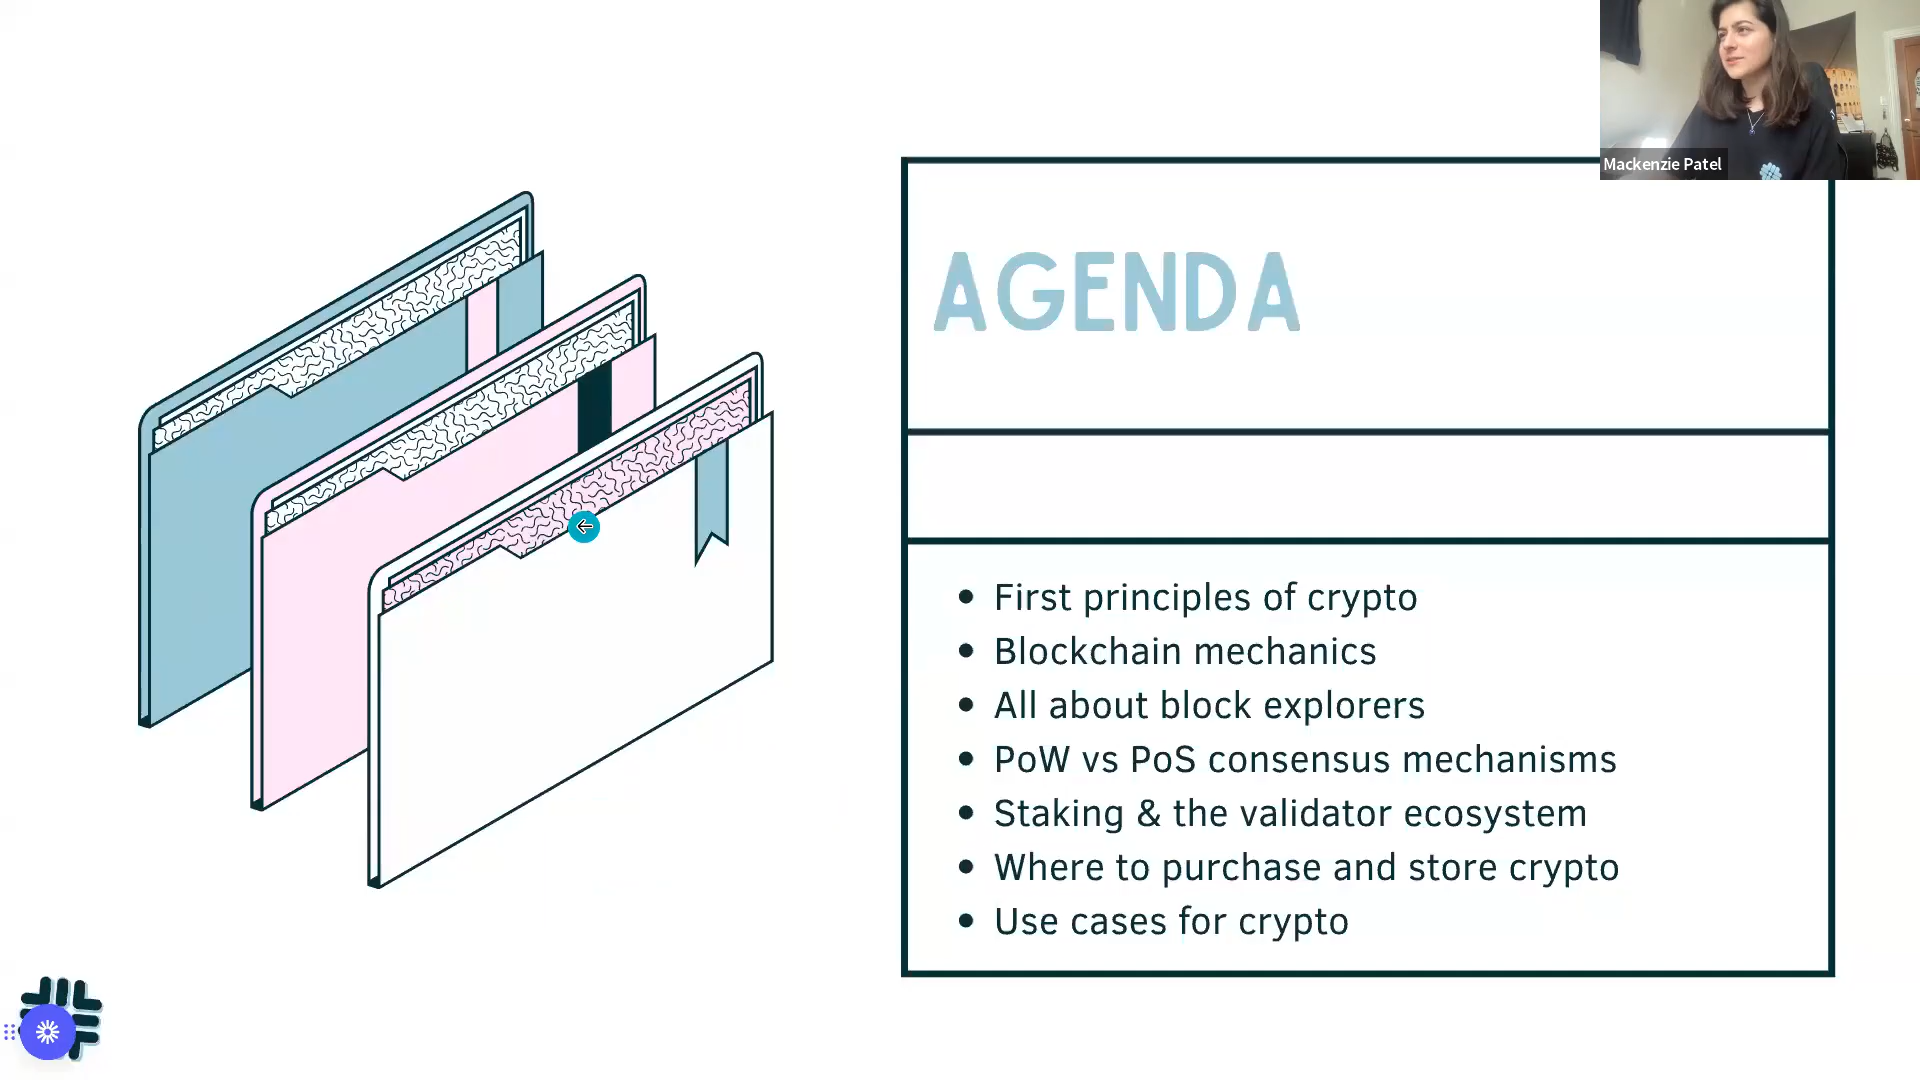 Mackenzie Patel
AGENDA
• First principles of crypto
• Blockchain mechanics
• All about block explorers
• PoW vs PoS consensus mechanisms
• Staking & the validator ecosystem
• Where to purchase and store crypto
• Use cases for crypto